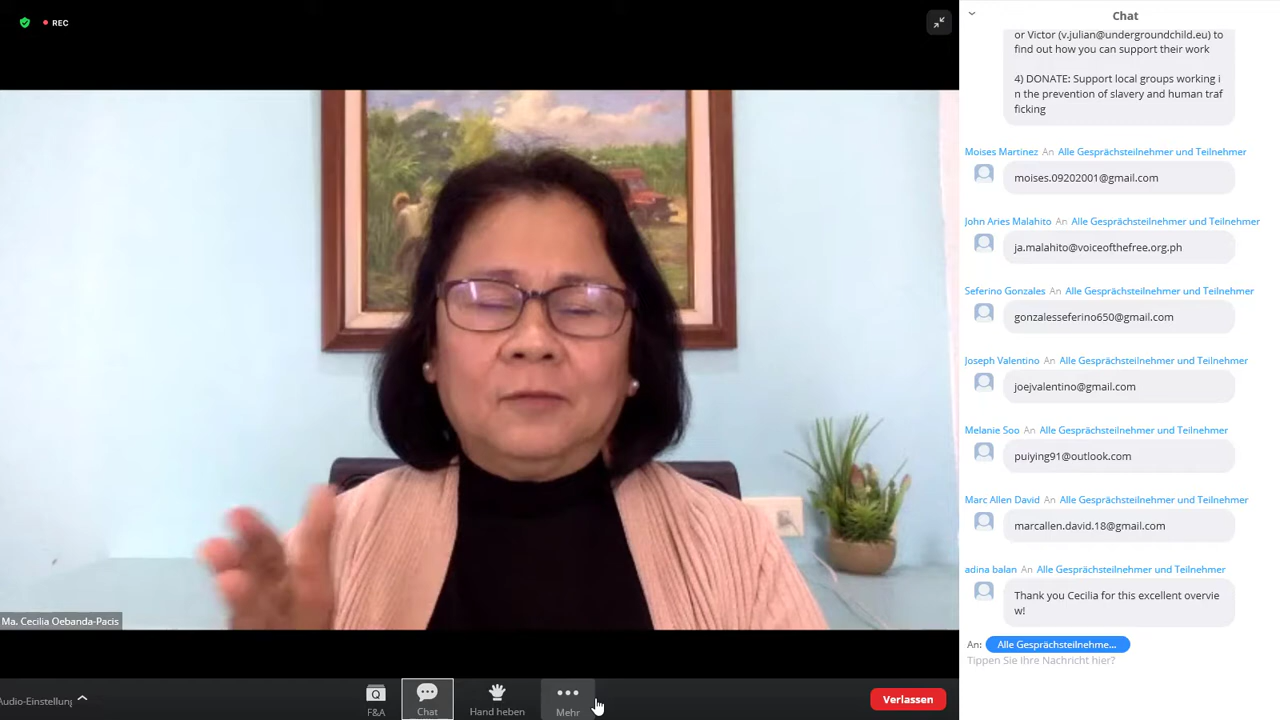 REC
Ma. Cecilia Oebanda-Pacis
Audio-Einstellung
F&A
Chat
Hand heben
Mehr
Verlassen
Chat
or Victor (v.julian@undergroundchild.eu) to
find out how you can support their work
4) DONATE: Support local groups working i
n the prevention of slavery and human traf
ficking
Moises Martinez An Alle Gesprächsteilnehmer und Teilnehmer
moises.09202001@gmail.com
John Aries Malahito An Alle Gesprächsteilnehmer und Teilnehmer
ja.malahito@voiceofthefree.org.ph
Seferino Gonzales An Alle Gesprächsteilnehmer und Teilnehmer
gonzalesseferino650@gmail.com
Joseph Valentino An Alle Gesprächsteilnehmer und Teilnehmer
joejvalentino@gmail.com
Melanie Soo An Alle Gesprächsteilnehmer und Teilnehmer
puiying91@outlook.com
Marc Allen David An Alle Gesprächsteilnehmer und Teilnehmer
marcallen.david.18@gmail.com
adina balan An Alle Gesprächsteilnehmer und Teilnehmer
Thank you Cecilia for this excellent overvie
w!
An: Alle Gesprächsteilnehme...
Tippen Sie Ihre Nachricht hier?